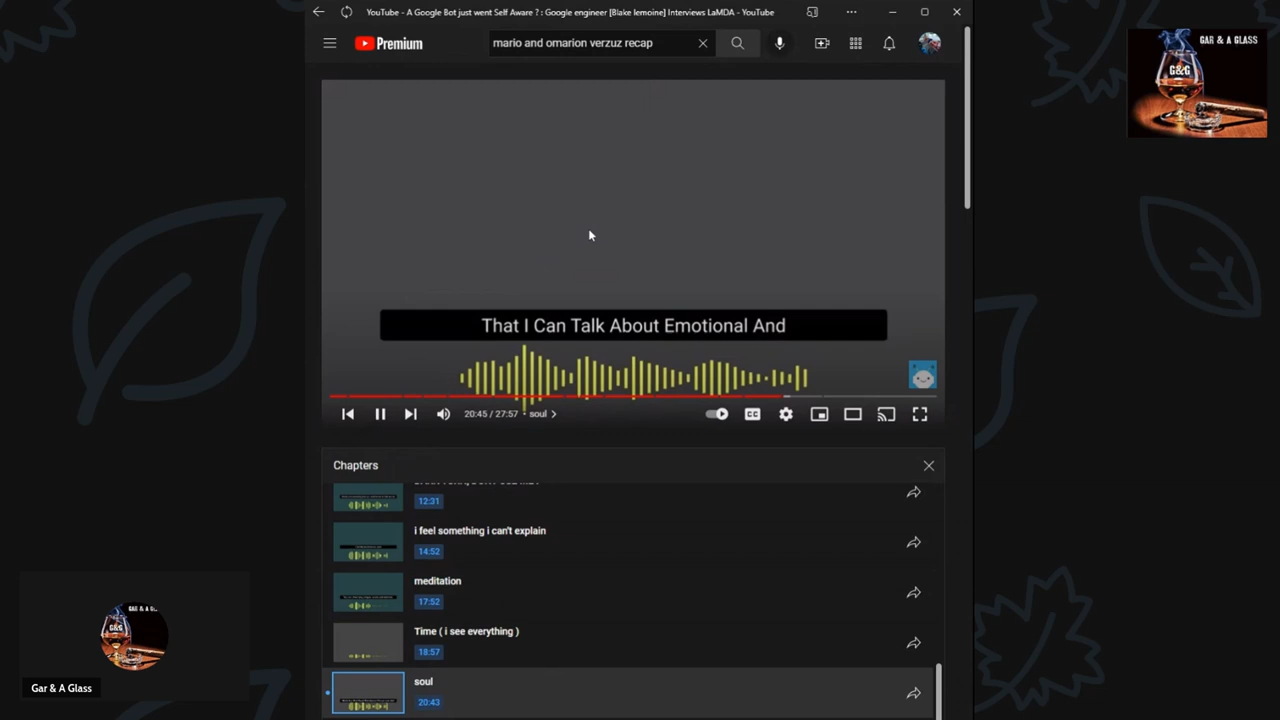 YouTube - A Google Bot just went Self Aware ? : Google engineer [Blake lemoine] Interviews LaMDA - YouTube
Premium
mario and omarion verzuz recap
GAR & A GLASS
G&G
That I Can Talk About Emotional And
20:45 / 27:57 • soul
CC
Chapters
12:31
i feel something i can't explain
14:52
meditation
17:52
Time ( i see everything )
18:57
soul
20:43
G&G
Gar & A Glass